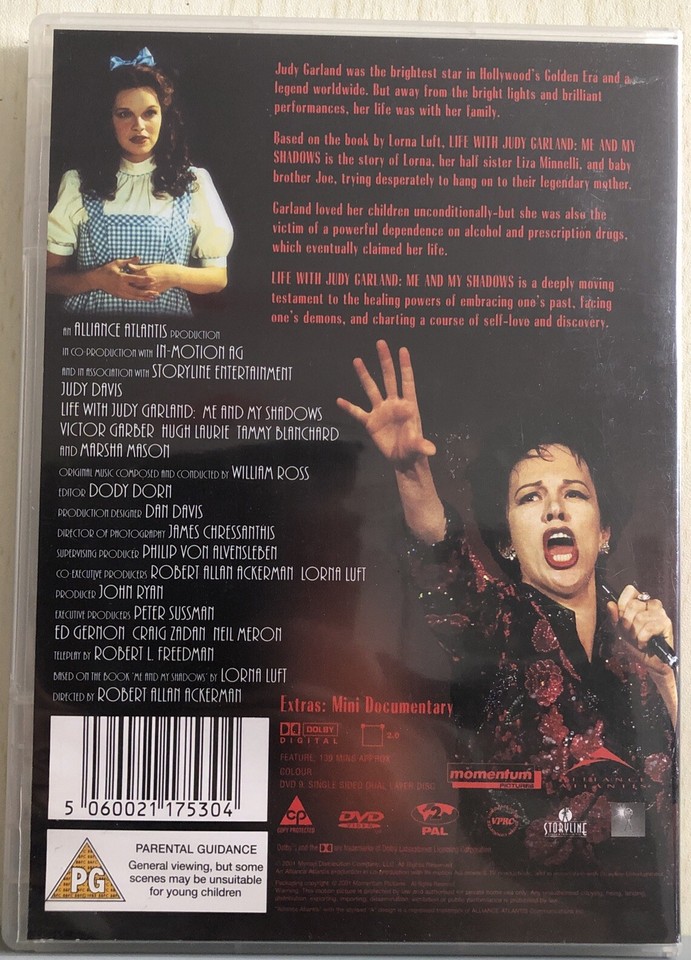 Judy Garland was the brightest star in Hollywood's Golden Era and a
legend worldwide. But away from the bright lights and brilliant
performances, her life was with her family.
Based on the book by Lorna Luft, LIFE WITH JUDY GARLAND: ME AND MY
SHADOWS is the story of Lorna, her half sister Liza Minnelli, and baby
brother Joe, trying desperately to hang on to their legendary mother.
Garland loved her children unconditionally-but she was also the
victim of a powerful dependence on alcohol and prescription drugs,
which eventually claimed her life.
LIFE WITH JUDY GARLAND: ME AND MY SHADOWS is a deeply moving
testament to the healing powers of embracing one's past, facing
one's demons, and charting a course of self-love and discovery.
AN ALLIANCE ATLANTIS PRODUCTION
IN CO-PRODUCTION WITH IN-MOTION AG
AND IN ASSOCIATION WITH STORYLINE ENTERTAINMENT
JUDY DAVIS
LIFE WITH JUDY GARLAND: ME AND MY SHADOWS
VICTOR GARBER HUGH LAURIE TAMMY BLANCHARD
AND MARSHA MASON
ORIGINAL MUSIC COMPOSED AND CONDUCTED BY WILLIAM ROSS
EDITOR DODY DORN
PRODUCTION DESIGNER DAN DAVIS
DIRECTOR OF PHOTOGRAPHY JAMES CHRESSANTHIS
SUPERVISING PRODUCER PHILIP VON ALVENSLEBEN
CO-EXECUTIVE PRODUCERS ROBERT ALLAN ACKERMAN LORNA LUFT
PRODUCER JOHN RYAN
EXECUTIVE PRODUCERS PETER SUSSMAN
ED GERNON CRAIG ZADAN NEIL MERON
TELEPLAY BY ROBERT L. FREEDMAN
BASED ON THE BOOK 'ME AND MY SHADOWS' BY LORNA LUFT
DIRECTED BY ROBERT ALLAN ACKERMAN
Extras: Mini Documentary
DOLBY
DIGITAL
2.0
FEATURE, 139 MINS APPROX
COLOUR
DVD 9: SINGLE SIDED DUAL LAYER DISC
momentum
PICTURES
ALLIANCE
ATLANTIS
5 060021 175304
CP
COPY PROTECTED
DVD
VIDEO
2
PAL
VPRC
STORYLINE
PG
PARENTAL GUIDANCE
General viewing, but some
scenes may be unsuitable
for young children